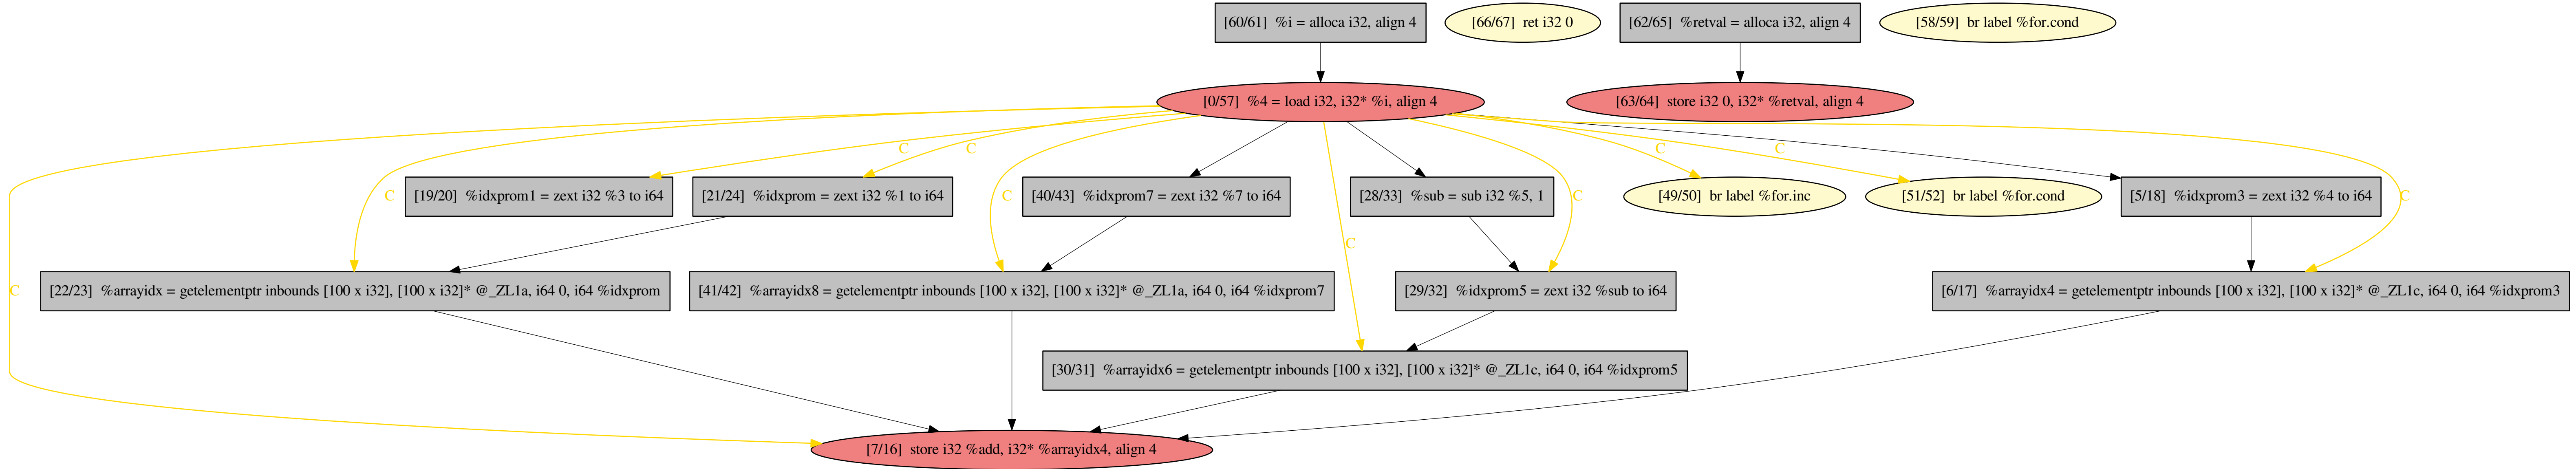 [60/61] %i = alloca i32, align 4
[66/67] ret i32 0
[62/65] %retval = alloca i32, align 4
[58/59] br label %for.cond
[0/57] %4 = load i32, i32* %i, align 4
[63/64] store i32 0, i32* %retval, align 4
C
C
C
C
C
C
C
C
C
C
[19/20] %idxprom1 = zext i32 %3 to i64
[21/24] %idxprom = zext i32 %1 to i64
[40/43] %idxprom7 = zext i32 %7 to i64
[28/33] %sub = sub i32 %5, 1
[49/50] br label %for.inc
[51/52] br label %for.cond
[5/18] %idxprom3 = zext i32 %4 to i64
[22/23] %arrayidx = getelementptr inbounds [100 x i32], [100 x i32]* @_ZL1a, i64 0, i64 %idxprom
[41/42] %arrayidx8 = getelementptr inbounds [100 x i32], [100 x i32]* @_ZL1a, i64 0, i64 %idxprom7
[29/32] %idxprom5 = zext i32 %sub to i64
[6/17] %arrayidx4 = getelementptr inbounds [100 x i32], [100 x i32]* @_ZL1c, i64 0, i64 %idxprom3
[30/31] %arrayidx6 = getelementptr inbounds [100 x i32], [100 x i32]* @_ZL1c, i64 0, i64 %idxprom5
[7/16] store i32 %add, i32* %arrayidx4, align 4